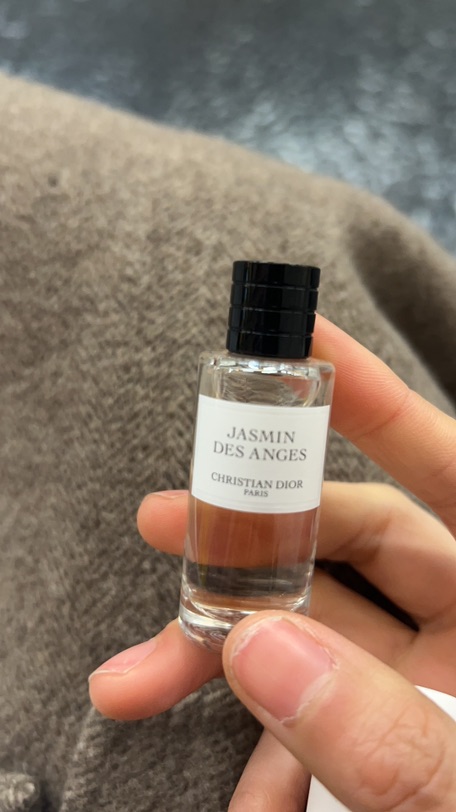 JASMIN
DES ANGES
CHRISTIAN DIOR
PARIS